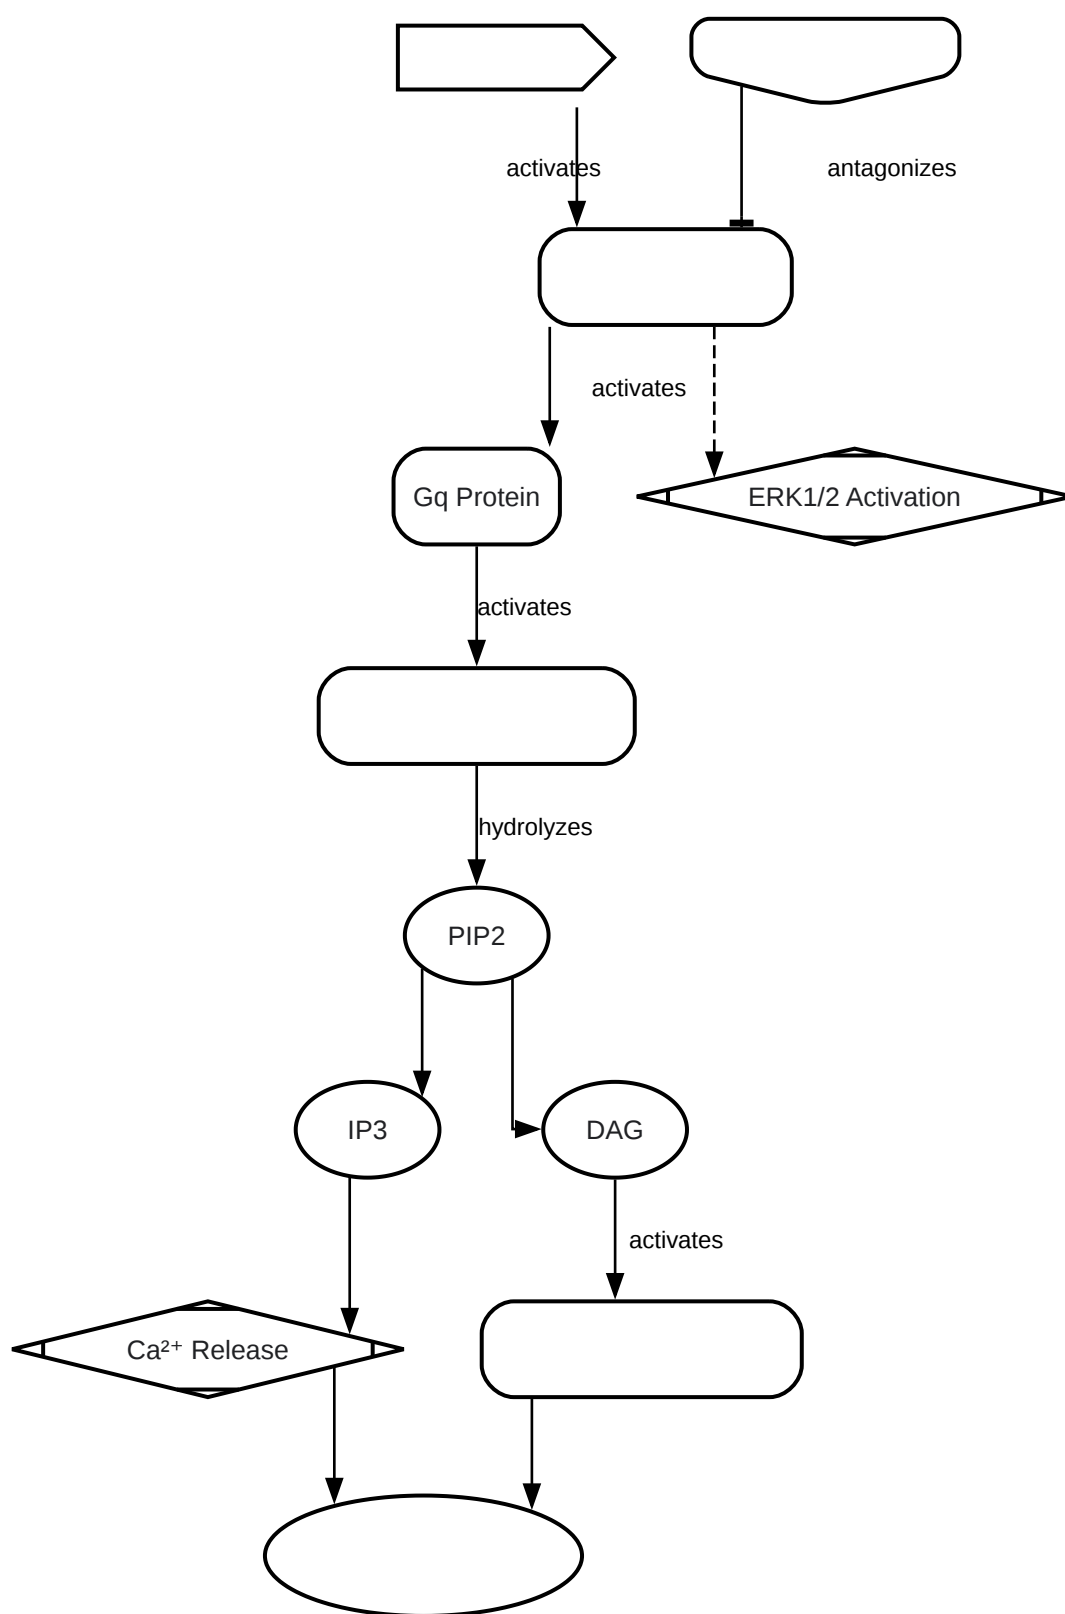 activates
antagonizes
activates
Gq Protein
ERK1/2 Activation
activates
hydrolyzes
PIP2
IP3
DAG
activates
Ca²⁺ Release